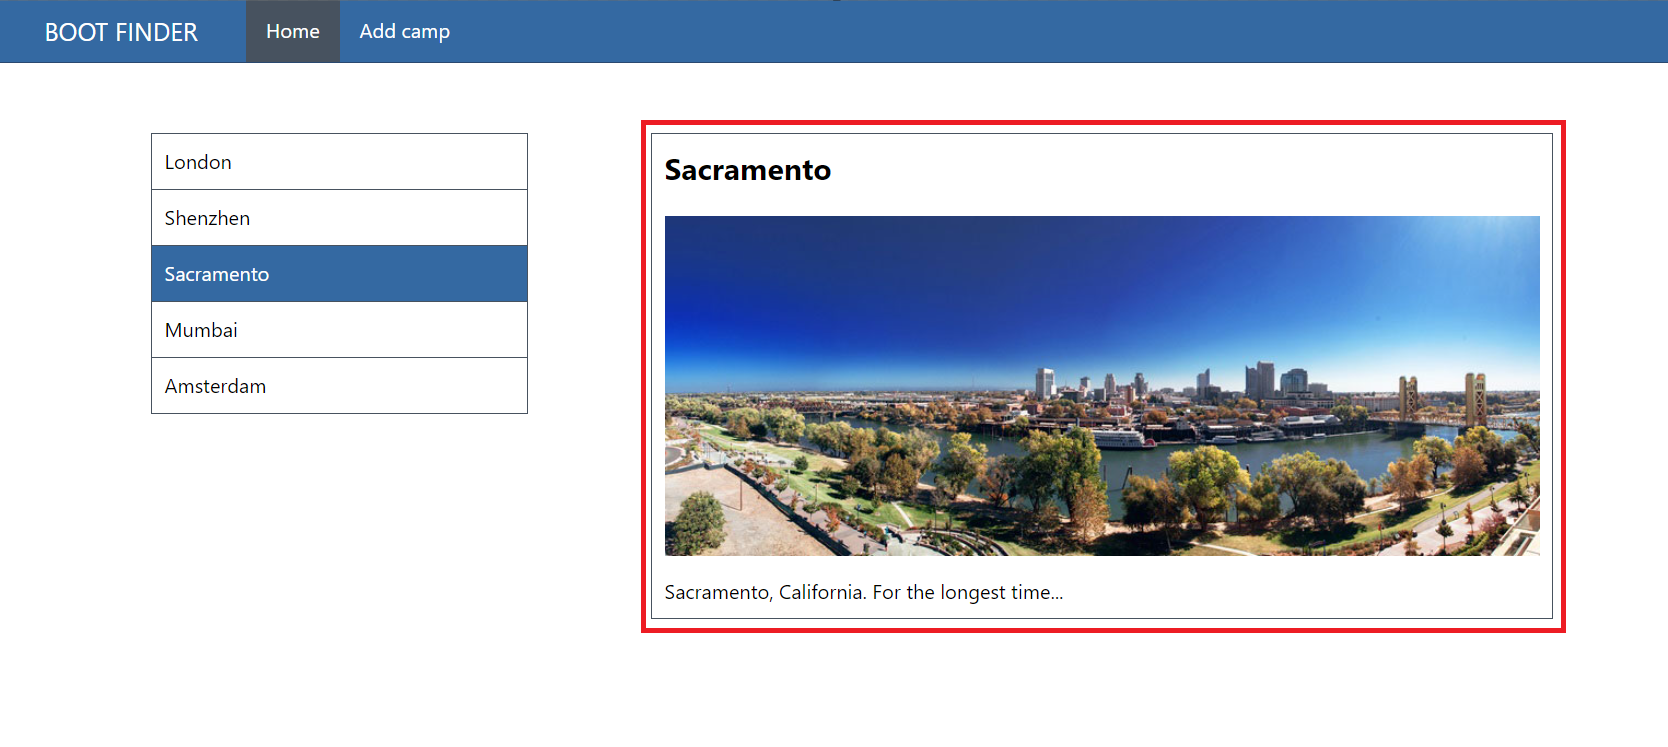 BOOT FINDER
Home
Add camp
London
Shenzhen
Sacramento
Mumbai
Amsterdam
Sacramento
Sacramento, California. For the longest time...